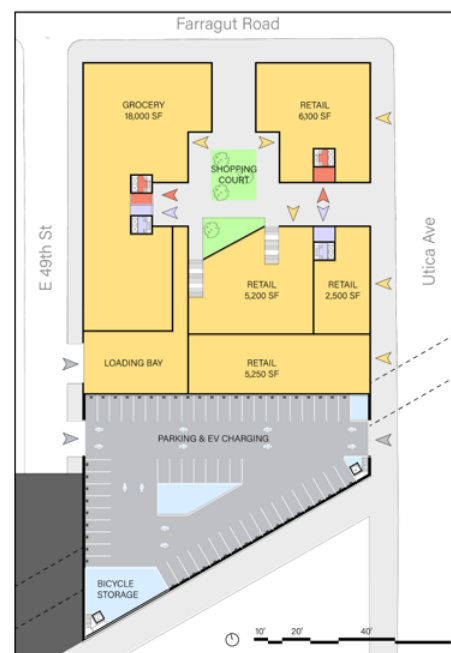 Farragut Road
GROCERY
18,000 SF
RETAIL
6,100 SF
SHOPPING
COURT
E 49th St
Utica Ave
RETAIL
5,200 SF
RETAIL
2,500 SF
LOADING BAY
RETAIL
5,250 SF
PARKING & EV CHARGING
BICYCLE
STORAGE
10' 20' 40'